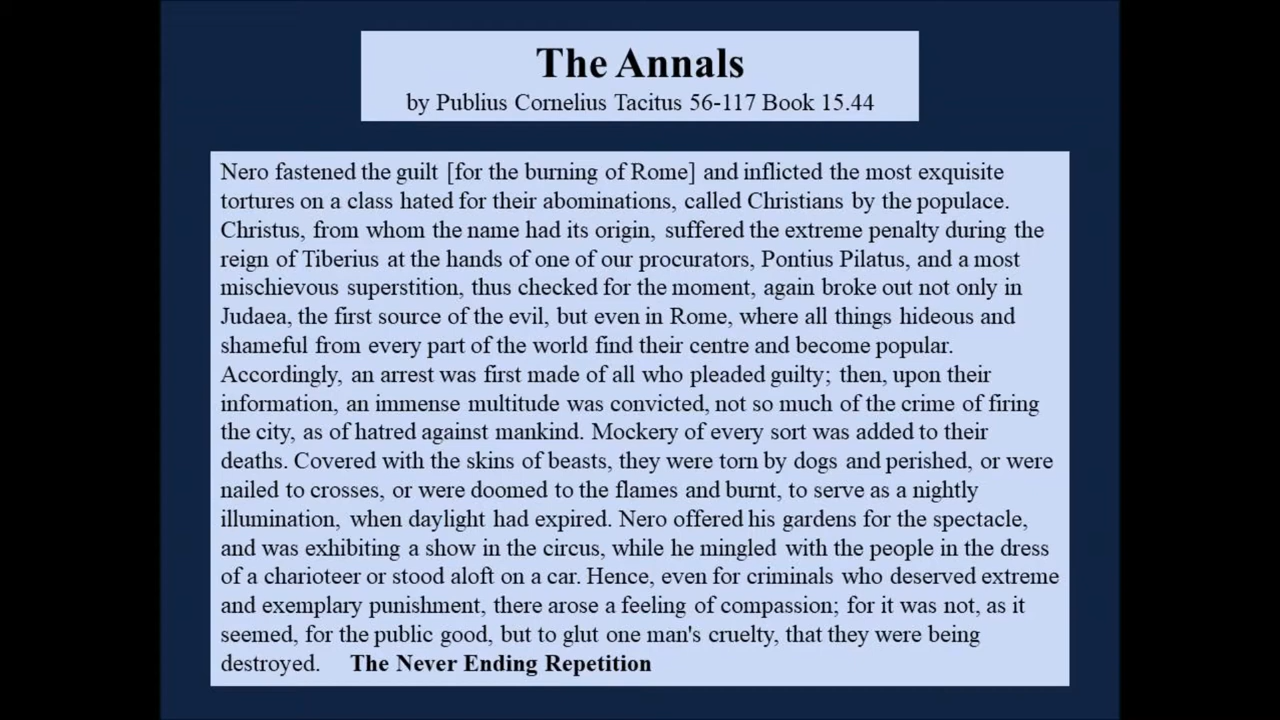 The Annals
by Publius Cornelius Tacitus 56-117 Book 15.44
Nero fastened the guilt [for the burning of Rome] and inflicted the most exquisite
tortures on a class hated for their abominations, called Christians by the populace.
Christus, from whom the name had its origin, suffered the extreme penalty during the
reign of Tiberius at the hands of one of our procurators, Pontius Pilatus, and a most
mischievous superstition, thus checked for the moment, again broke out not only in
Judaea, the first source of the evil, but even in Rome, where all things hideous and
shameful from every part of the world find their centre and become popular.
Accordingly, an arrest was first made of all who pleaded guilty; then, upon their
information, an immense multitude was convicted, not so much of the crime of firing
the city, as of hatred against mankind. Mockery of every sort was added to their
deaths. Covered with the skins of beasts, they were torn by dogs and perished, or were
nailed to crosses, or were doomed to the flames and burnt, to serve as a nightly
illumination, when daylight had expired. Nero offered his gardens for the spectacle,
and was exhibiting a show in the circus, while he mingled with the people in the dress
of a charioteer or stood aloft on a car. Hence, even for criminals who deserved extreme
and exemplary punishment, there arose a feeling of compassion; for it was not, as it
seemed, for the public good, but to glut one man's cruelty, that they were being
destroyed. The Never Ending Repetition